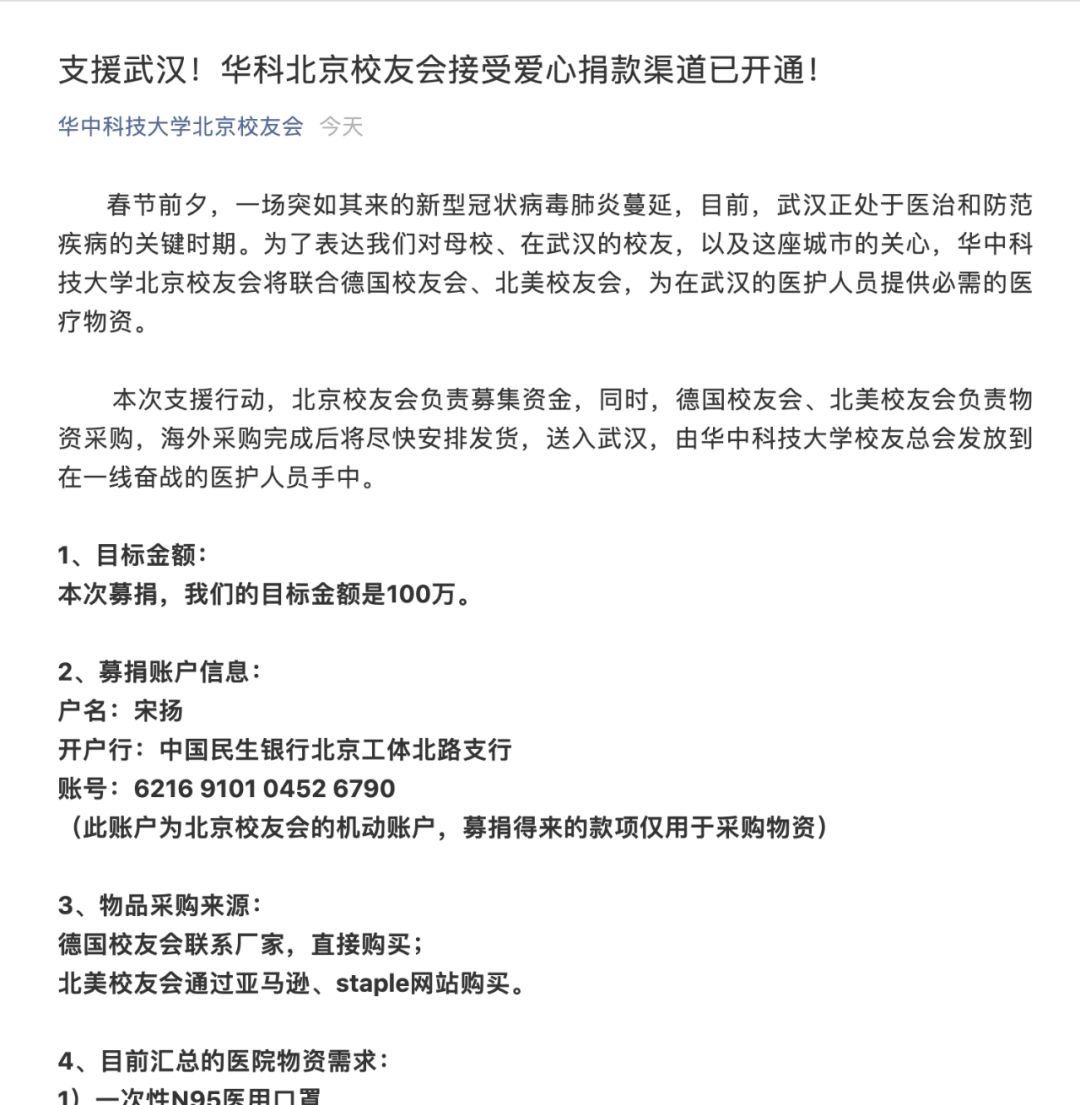 支援武汉！华科北京校友会接受爱心捐款渠道已开通！
华中科技大学北京校友会 今天
春节前夕，一场突如其来的新型冠状病毒肺炎蔓延，目前，武汉正处于医治和防范
疾病的关键时期。为了表达我们对母校、在武汉的校友，以及这座城市的关心，华中科
技大学北京校友会将联合德国校友会、北美校友会，为在武汉的医护人员提供必需的医
疗物资。
本次支援行动，北京校友会负责募集资金，同时，德国校友会、北美校友会负责物
资采购，海外采购完成后将尽快安排发货，送入武汉，由华中科技大学校友总会发放到
在一线奋战的医护人员手中。
1、目标金额：
本次募捐，我们的目标金额是100万。
2、募捐账户信息：
户名：宋扬
开户行：中国民生银行北京工体北路支行
账号：6216 9101 0452 6790
（此账户为北京校友会的机动账户，募捐得来的款项仅用于采购物资）
3、物品采购来源：
德国校友会联系厂家，直接购买；
北美校友会通过亚马逊、staple网站购买。
4、目前汇总的医院物资需求：
1）一次性N95医用口罩